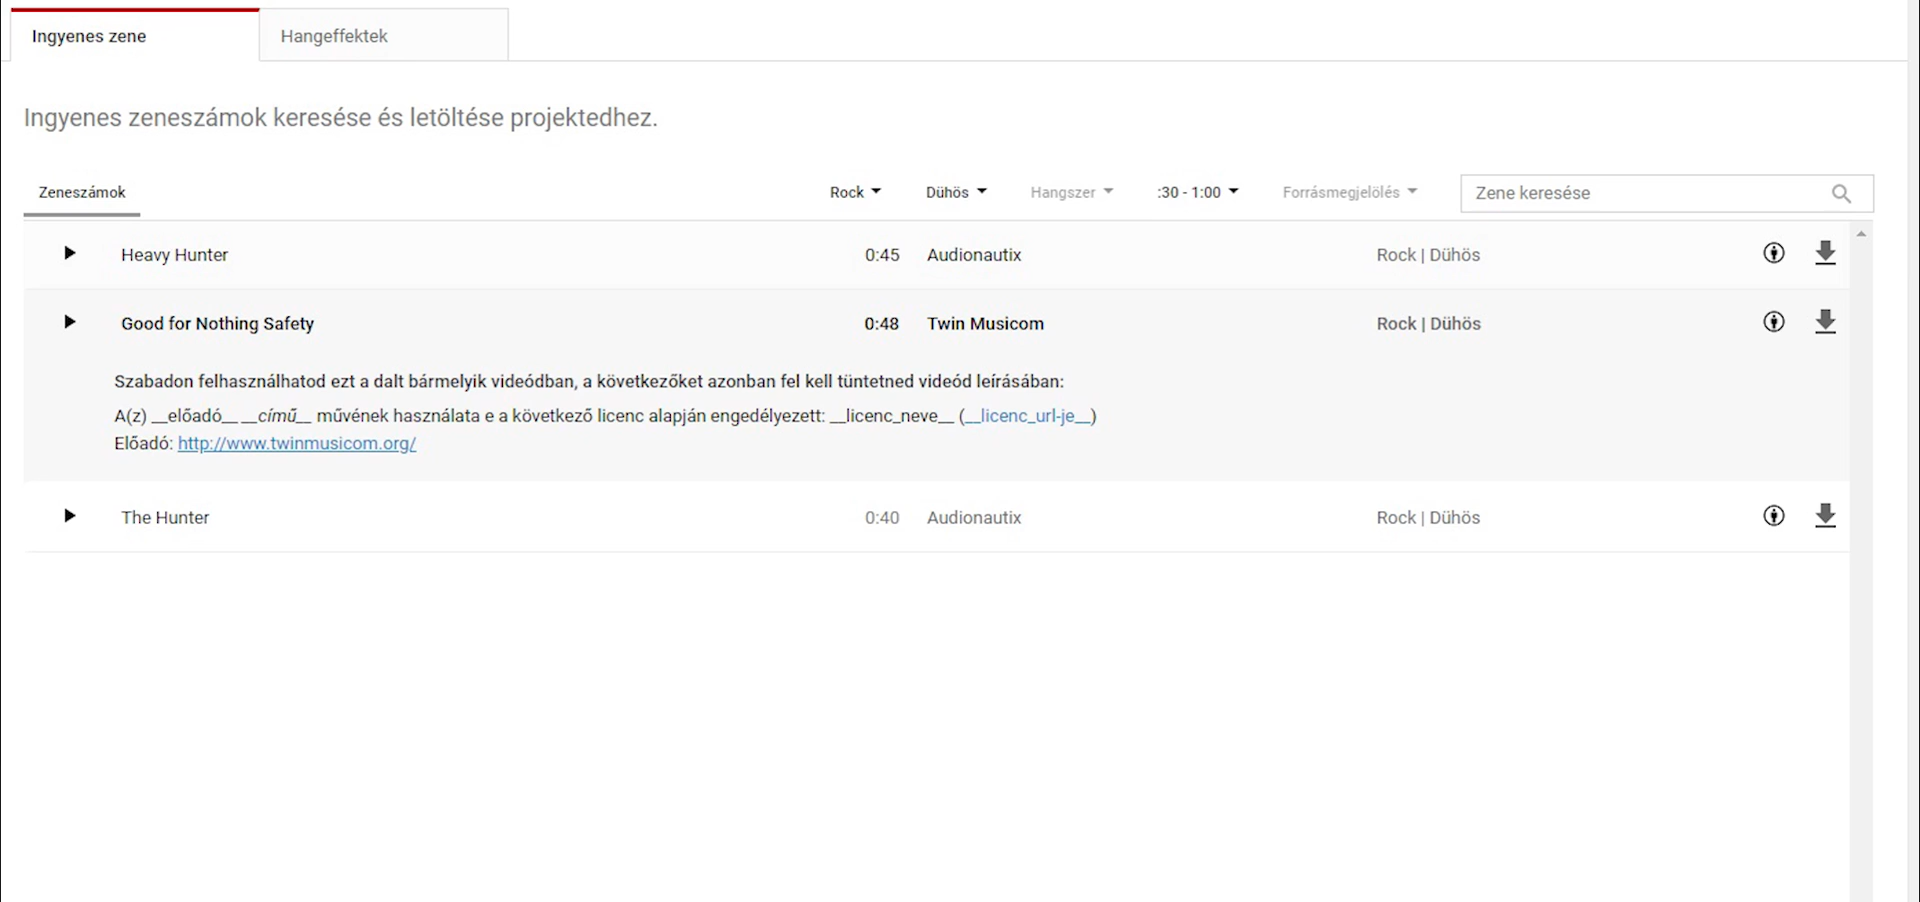 Ingyenes zene Hangeffektek
Ingyenes zeneszámok keresése és letöltése projektedhez.
Zeneszámok Rock Dühös Hangszer :30 - 1:00 Forrásmegjelölés Zene keresése
Heavy Hunter 0:45 Audionautix Rock | Dühös
Good for Nothing Safety 0:48 Twin Musicom Rock | Dühös
Szabadon felhasználhatod ezt a dalt bármelyik videódban, a következőket azonban fel kell tüntetned videód leírásában:
A(z) __előadó__ __című__ művének használata e a következő licenc alapján engedélyezett: __licenc_neve__ (__licenc_url-je__)
Előadó: http://www.twinmusicom.org/
The Hunter 0:40 Audionautix Rock | Dühös